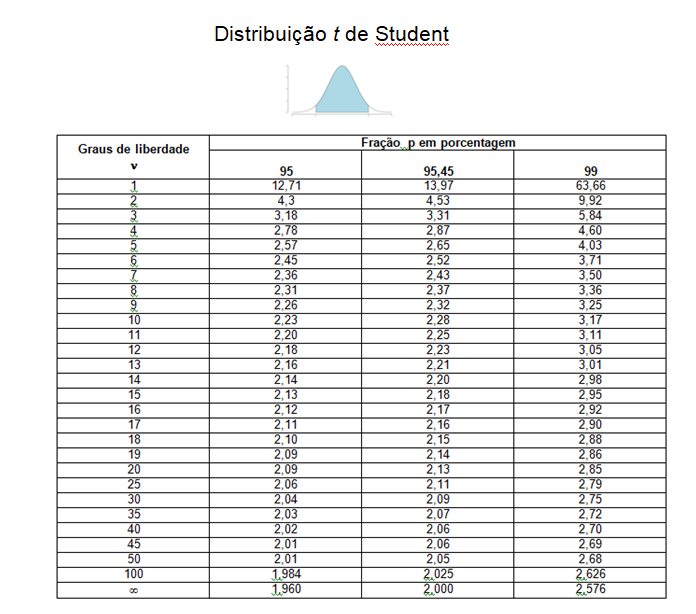 Distribuição t de Student
Graus de liberdade
ν
Fração p em porcentagem
95 95,45 99
1 12,71 13,97 63,66
2 4,3 4,53 9,92
3 3,18 3,31 5,84
4 2,78 2,87 4,60
5 2,57 2,65 4,03
6 2,45 2,52 3,71
7 2,36 2,43 3,50
8 2,31 2,37 3,36
9 2,26 2,32 3,25
10 2,23 2,28 3,17
11 2,20 2,25 3,11
12 2,18 2,23 3,05
13 2,16 2,21 3,01
14 2,14 2,20 2,98
15 2,13 2,18 2,95
16 2,12 2,17 2,92
17 2,11 2,16 2,90
18 2,10 2,15 2,88
19 2,09 2,14 2,86
20 2,09 2,13 2,85
25 2,06 2,11 2,79
30 2,04 2,09 2,75
35 2,03 2,07 2,72
40 2,02 2,06 2,70
45 2,01 2,06 2,69
50 2,01 2,05 2,68
100 1,984 2,025 2,626
∞ 1,960 2,000 2,576